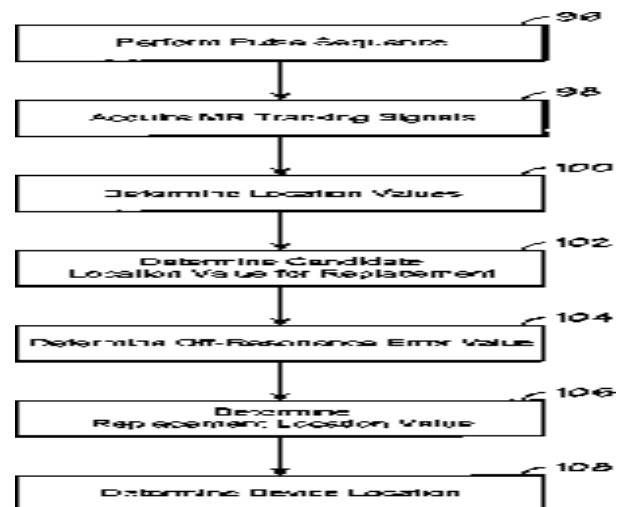 96
Perform Pulse Sequence
98
Acquire MR Tracking Signals
100
Determine Location Values
102
Determine Candidate
Location Value for Replacement
104
Determine Off-Resonance Error Value
106
Determine
Replacement Location Value
108
Determine Device Location